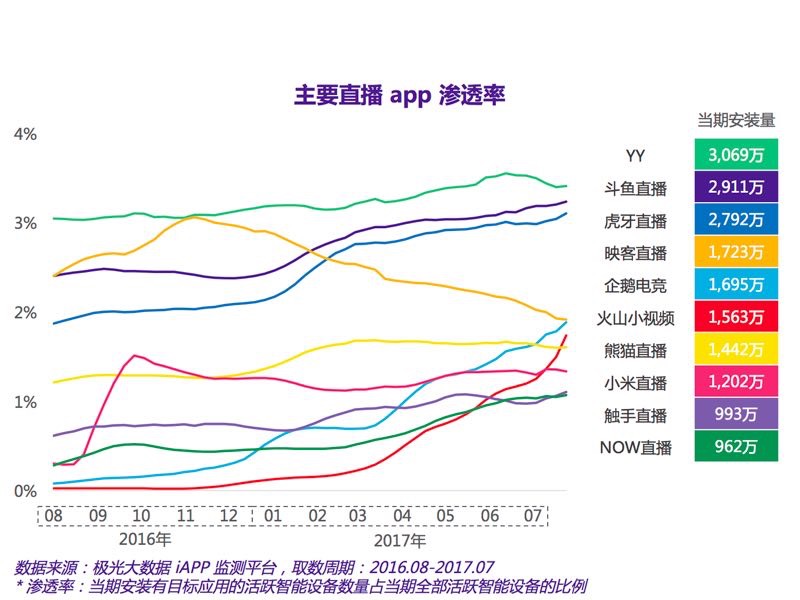 主要直播 app 渗透率
当期安装量
4%
3%
2%
1%
0%
YY 3,069万
斗鱼直播 2,911万
虎牙直播 2,792万
映客直播 1,723万
企鹅电竞 1,695万
火山小视频 1,563万
熊猫直播 1,442万
小米直播 1,202万
触手直播 993万
NOW直播 962万
08 09 10 11 12 01 02 03 04 05 06 07
2016年 2017年
数据来源：极光大数据 iAPP 监测平台，取数周期：2016.08-2017.07
* 渗透率：当期安装有目标应用的活跃智能设备数量占当期全部活跃智能设备的比例